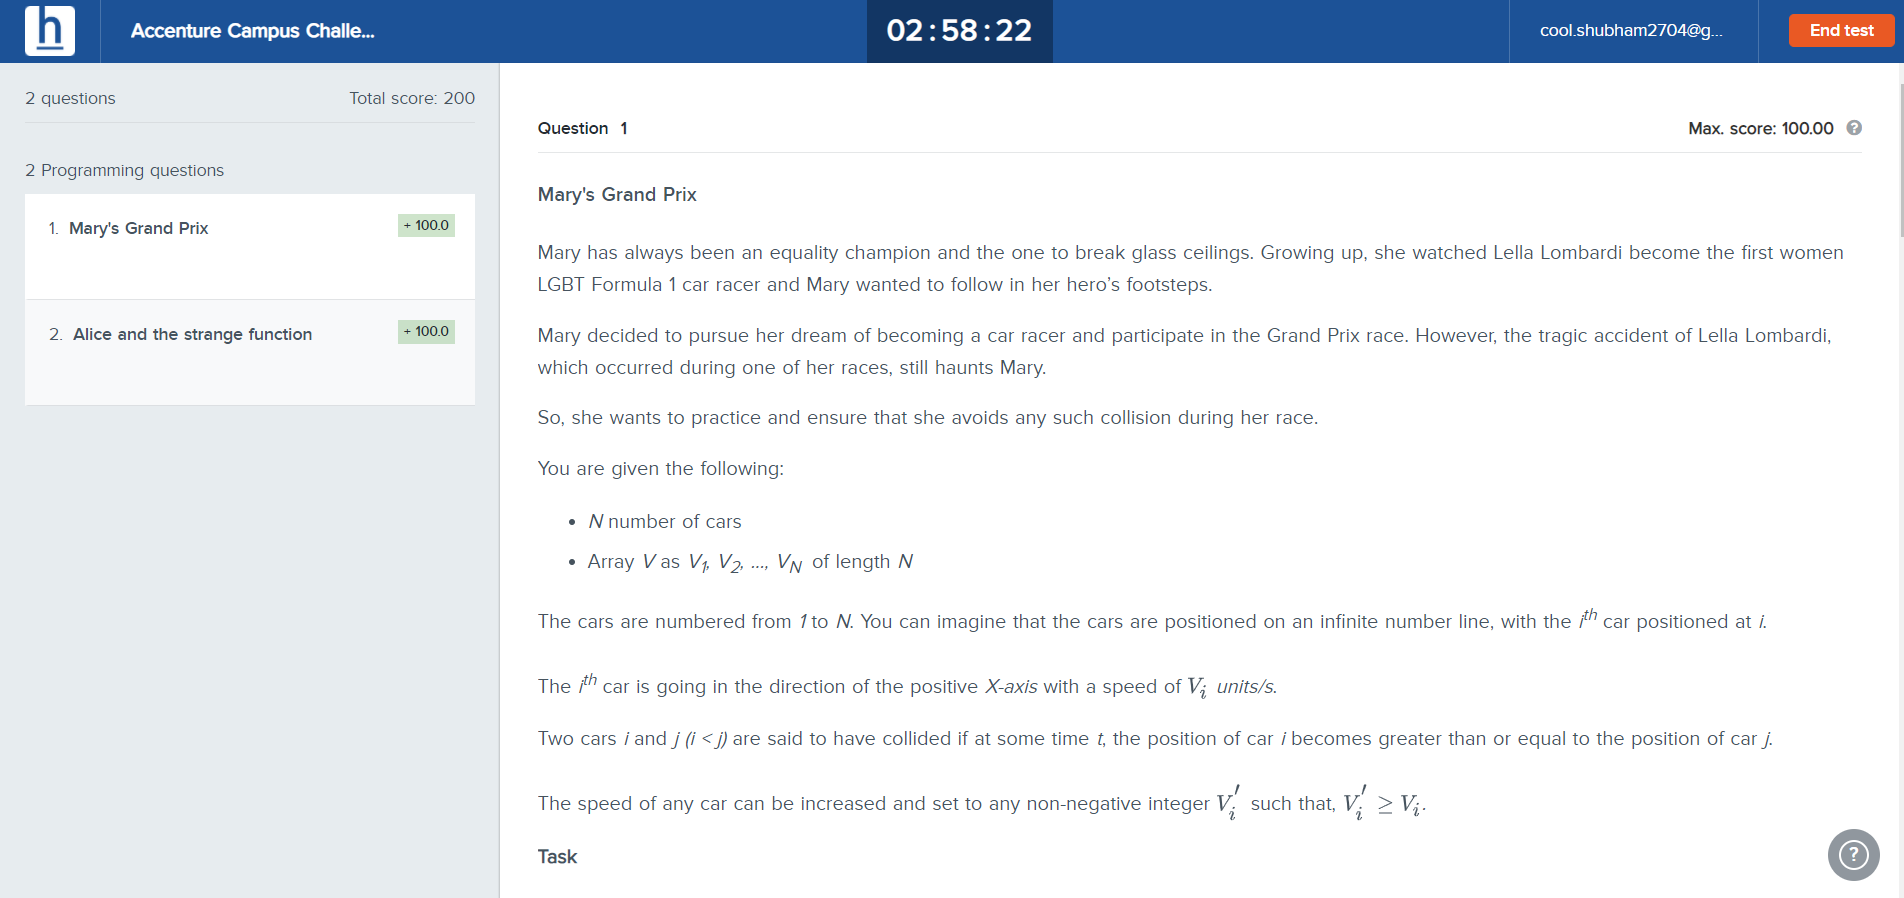 h
Accenture Campus Challe...
02:58:22
cool.shubham2704@g...
End test
2 questions
Total score: 200
2 Programming questions
1. Mary's Grand Prix
+ 100.0
2. Alice and the strange function
+ 100.0
Question 1
Max. score: 100.00 ?
Mary's Grand Prix
Mary has always been an equality champion and the one to break glass ceilings. Growing up, she watched Lella Lombardi become the first women
LGBT Formula 1 car racer and Mary wanted to follow in her hero’s footsteps.
Mary decided to pursue her dream of becoming a car racer and participate in the Grand Prix race. However, the tragic accident of Lella Lombardi,
which occurred during one of her races, still haunts Mary.
So, she wants to practice and ensure that she avoids any such collision during her race.
You are given the following:
• N number of cars
• Array V as V1, V2, ..., VN of length N
The cars are numbered from 1 to N. You can imagine that the cars are positioned on an infinite number line, with the ith car positioned at i.
The ith car is going in the direction of the positive X-axis with a speed of Vi units/s.
Two cars i and j (i < j) are said to have collided if at some time t, the position of car i becomes greater than or equal to the position of car j.
The speed of any car can be increased and set to any non-negative integer Vi′ such that, Vi′ ≥ Vi.
Task
?